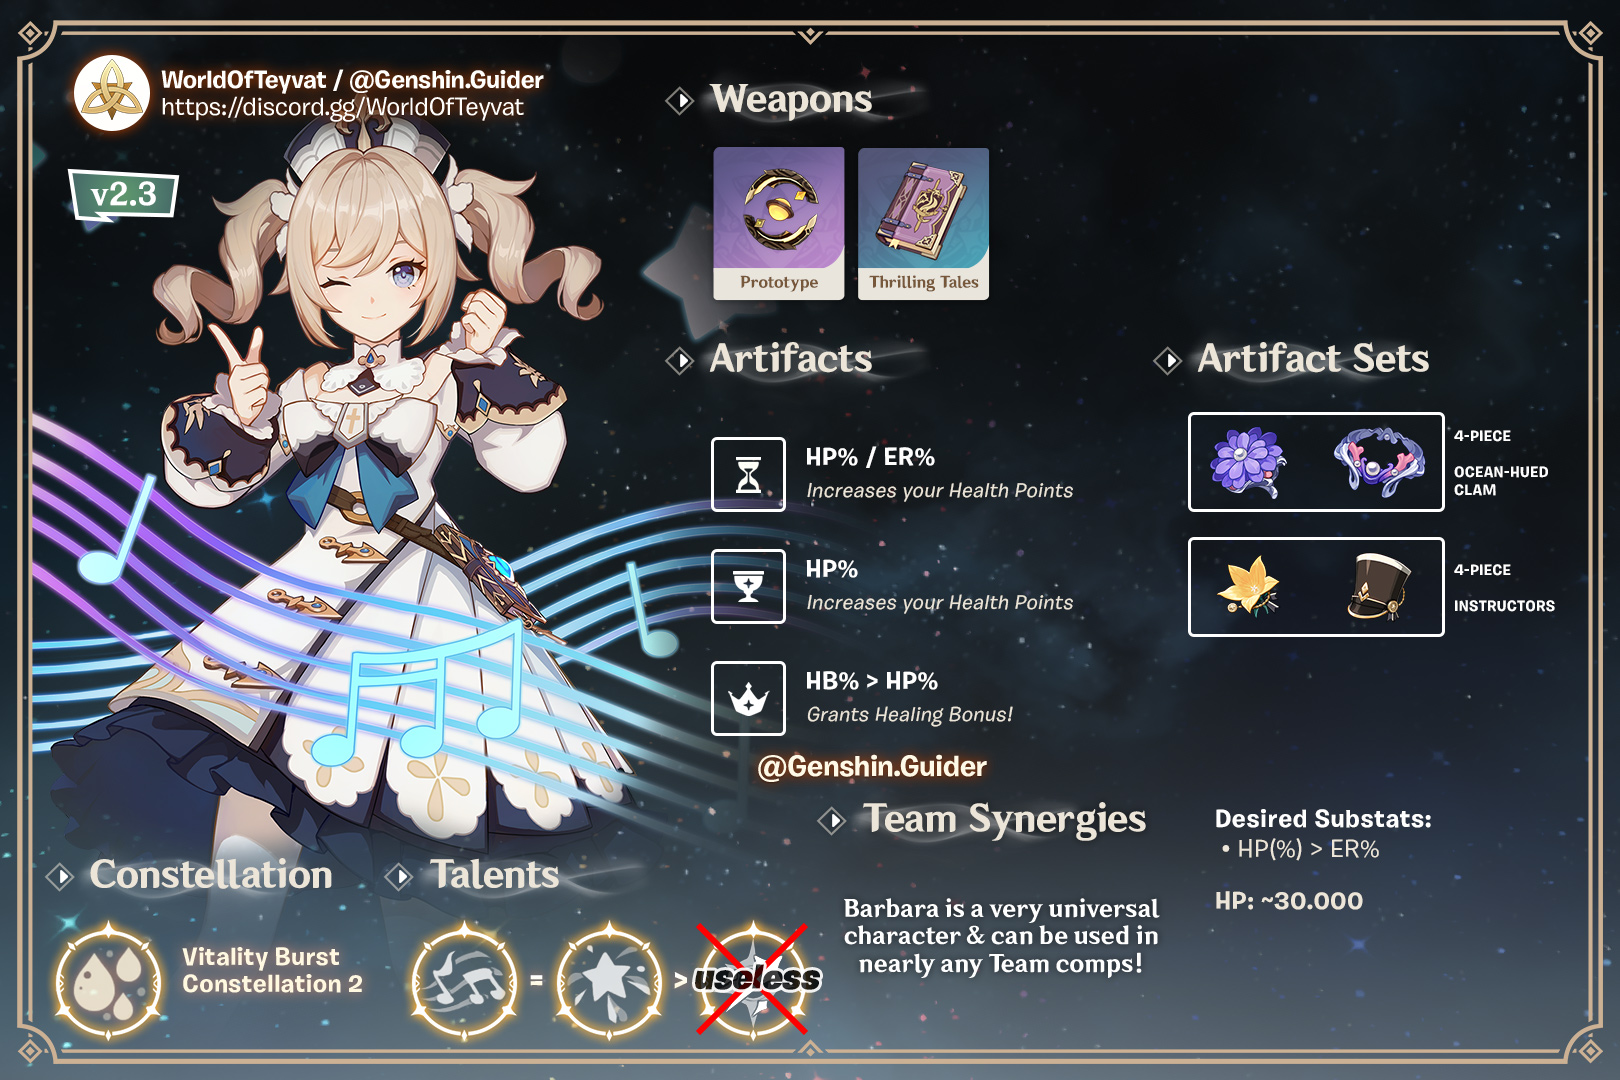 WorldOfTeyvat / @Genshin.Guider
https://discord.gg/WorldOfTeyvat
v2.3
Weapons
Prototype
Thrilling Tales
Artifacts
HP% / ER%
Increases your Health Points
HP%
Increases your Health Points
HB% > HP%
Grants Healing Bonus!
@Genshin.Guider
Artifact Sets
4-PIECE
OCEAN-HUED
CLAM
4-PIECE
INSTRUCTORS
Constellation
Vitality Burst
Constellation 2
Talents
= > useless
Team Synergies
Barbara is a very universal
character & can be used in
nearly any Team comps!
Desired Substats:
• HP(%) > ER%
HP: ~30.000